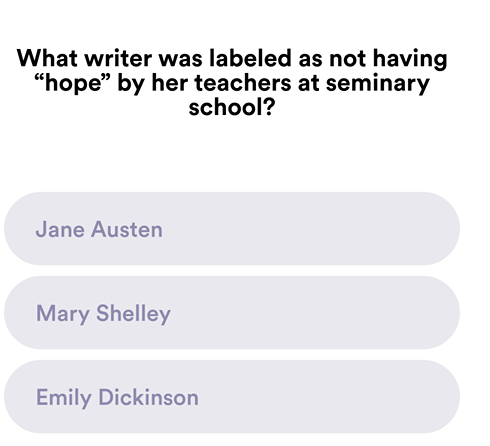 What writer was labeled as not having
“hope” by her teachers at seminary
school?
Jane Austen
Mary Shelley
Emily Dickinson